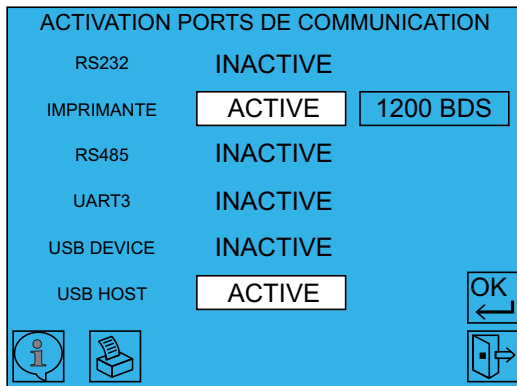 ACTIVATION PORTS DE COMMUNICATION
RS232 INACTIVE
IMPRIMANTE ACTIVE 1200 BDS
RS485 INACTIVE
UART3 INACTIVE
USB DEVICE INACTIVE
USB HOST ACTIVE
OK
i